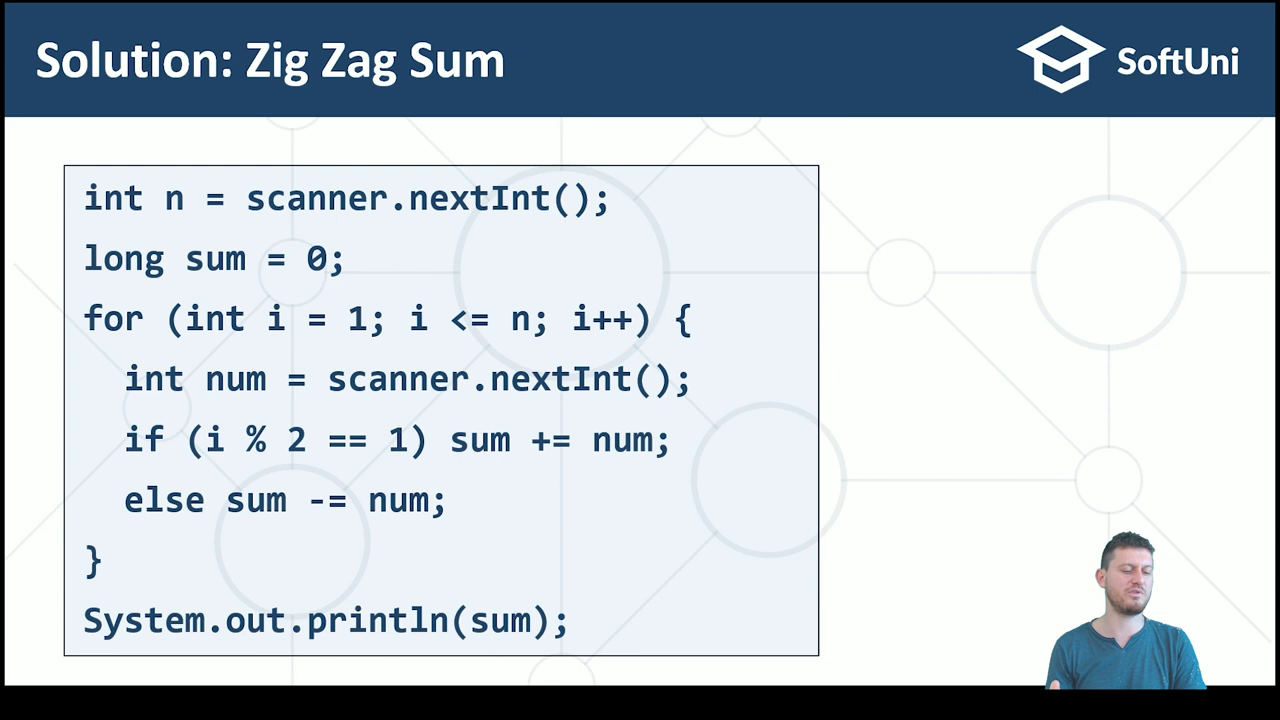 Solution: Zig Zag Sum
SoftUni
int n = scanner.nextInt();
long sum = 0;
for (int i = 1; i <= n; i++) {
  int num = scanner.nextInt();
  if (i % 2 == 1) sum += num;
  else sum -= num;
}
System.out.println(sum);